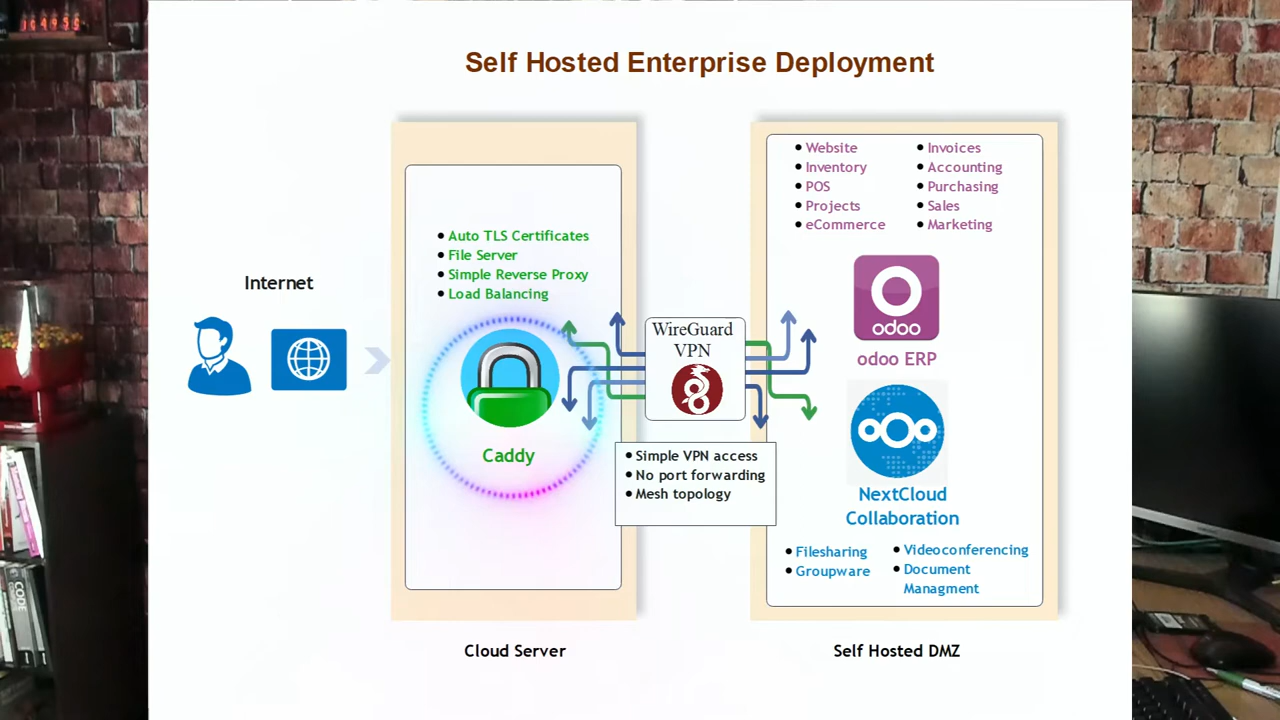 104955
Self Hosted Enterprise Deployment
Internet
Auto TLS Certificates
File Server
Simple Reverse Proxy
Load Balancing
Caddy
Cloud Server
WireGuard
VPN
Simple VPN access
No port forwarding
Mesh topology
Website
Inventory
POS
Projects
eCommerce
Invoices
Accounting
Purchasing
Sales
Marketing
odoo
odoo ERP
NextCloud
Collaboration
Filesharing
Groupware
Videoconferencing
Document
Managment
Self Hosted DMZ
CODE